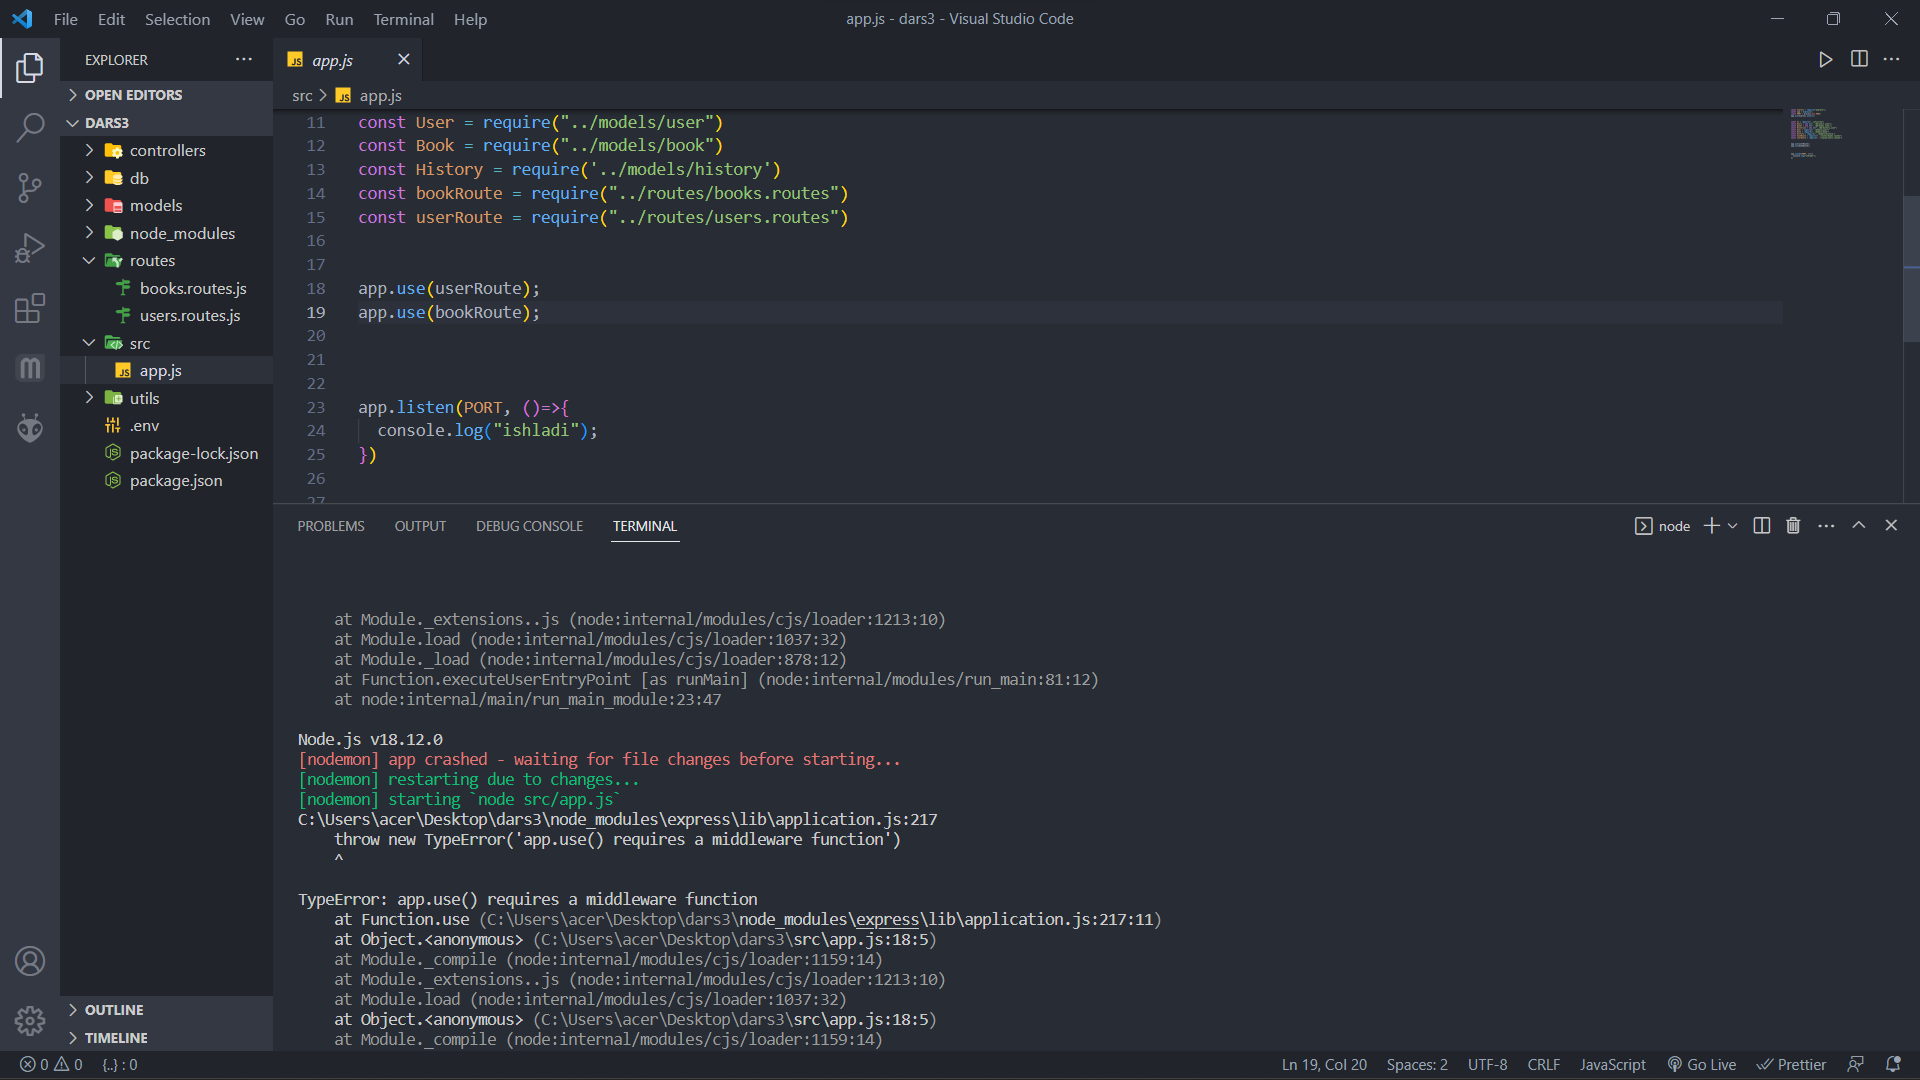 File Edit Selection View Go Run Terminal Help
app.js - dars3 - Visual Studio Code
EXPLORER
OPEN EDITORS
DARS3
controllers
db
models
node_modules
routes
books.routes.js
users.routes.js
src
app.js
utils
.env
package-lock.json
package.json
OUTLINE
TIMELINE
JS app.js
src > JS app.js
11 const User = require("../models/user")
12 const Book = require("../models/book")
13 const History = require('../models/history')
14 const bookRoute = require("../routes/books.routes")
15 const userRoute = require("../routes/users.routes")
16
17
18 app.use(userRoute);
19 app.use(bookRoute);
20
21
22
23 app.listen(PORT, ()=>{
24 console.log("ishladi");
25 })
26
27
PROBLEMS OUTPUT DEBUG CONSOLE TERMINAL
node
at Module._extensions..js (node:internal/modules/cjs/loader:1213:10)
at Module.load (node:internal/modules/cjs/loader:1037:32)
at Module._load (node:internal/modules/cjs/loader:878:12)
at Function.executeUserEntryPoint [as runMain] (node:internal/modules/run_main:81:12)
at node:internal/main/run_main_module:23:47
Node.js v18.12.0
[nodemon] app crashed - waiting for file changes before starting...
[nodemon] restarting due to changes...
[nodemon] starting `node src/app.js`
C:\Users\acer\Desktop\dars3\node_modules\express\lib\application.js:217
throw new TypeError('app.use() requires a middleware function')
^
TypeError: app.use() requires a middleware function
at Function.use (C:\Users\acer\Desktop\dars3\node_modules\express\lib\application.js:217:11)
at Object.<anonymous> (C:\Users\acer\Desktop\dars3\src\app.js:18:5)
at Module._compile (node:internal/modules/cjs/loader:1159:14)
at Module._extensions..js (node:internal/modules/cjs/loader:1213:10)
at Module.load (node:internal/modules/cjs/loader:1037:32)
at Object.<anonymous> (C:\Users\acer\Desktop\dars3\src\app.js:18:5)
at Module._compile (node:internal/modules/cjs/loader:1159:14)
0 0 {..} : 0
Ln 19, Col 20 Spaces: 2 UTF-8 CRLF JavaScript Go Live Prettier